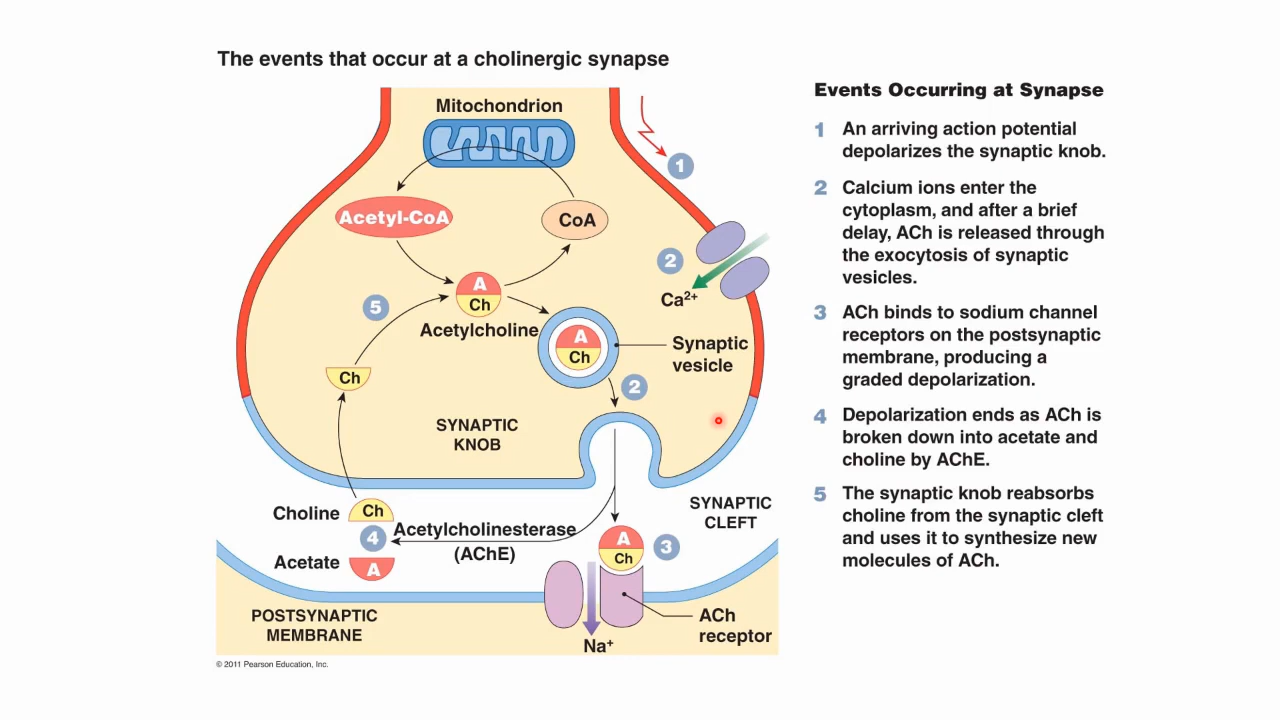 The events that occur at a cholinergic synapse
Mitochondrion
1
Acetyl-CoA
CoA
2
Ca2+
A
Ch
Acetylcholine
5
A
Ch
Synaptic
vesicle
Ch
2
SYNAPTIC
KNOB
SYNAPTIC
CLEFT
Choline
Ch
4
Acetylcholinesterase
(AChE)
Acetate
A
A
Ch
3
POSTSYNAPTIC
MEMBRANE
ACh
receptor
Na+
© 2011 Pearson Education, Inc.
Events Occurring at Synapse
1 An arriving action potential
depolarizes the synaptic knob.
2 Calcium ions enter the
cytoplasm, and after a brief
delay, ACh is released through
the exocytosis of synaptic
vesicles.
3 ACh binds to sodium channel
receptors on the postsynaptic
membrane, producing a
graded depolarization.
4 Depolarization ends as ACh is
broken down into acetate and
choline by AChE.
5 The synaptic knob reabsorbs
choline from the synaptic cleft
and uses it to synthesize new
molecules of ACh.